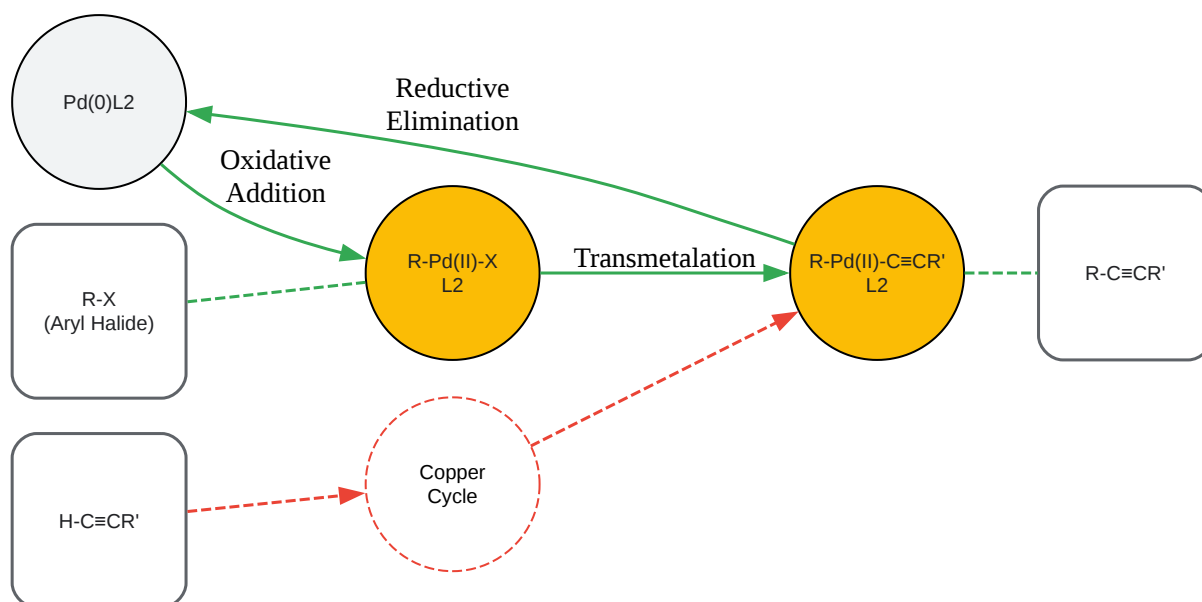 Pd(0)L2
Reductive
Elimination
Oxidative
Addition
R-X
(Aryl Halide)
R-Pd(II)-X
L2
Transmetalation
R-Pd(II)-C≡CR'
L2
R-C≡CR'
H-C≡CR'
Copper
Cycle